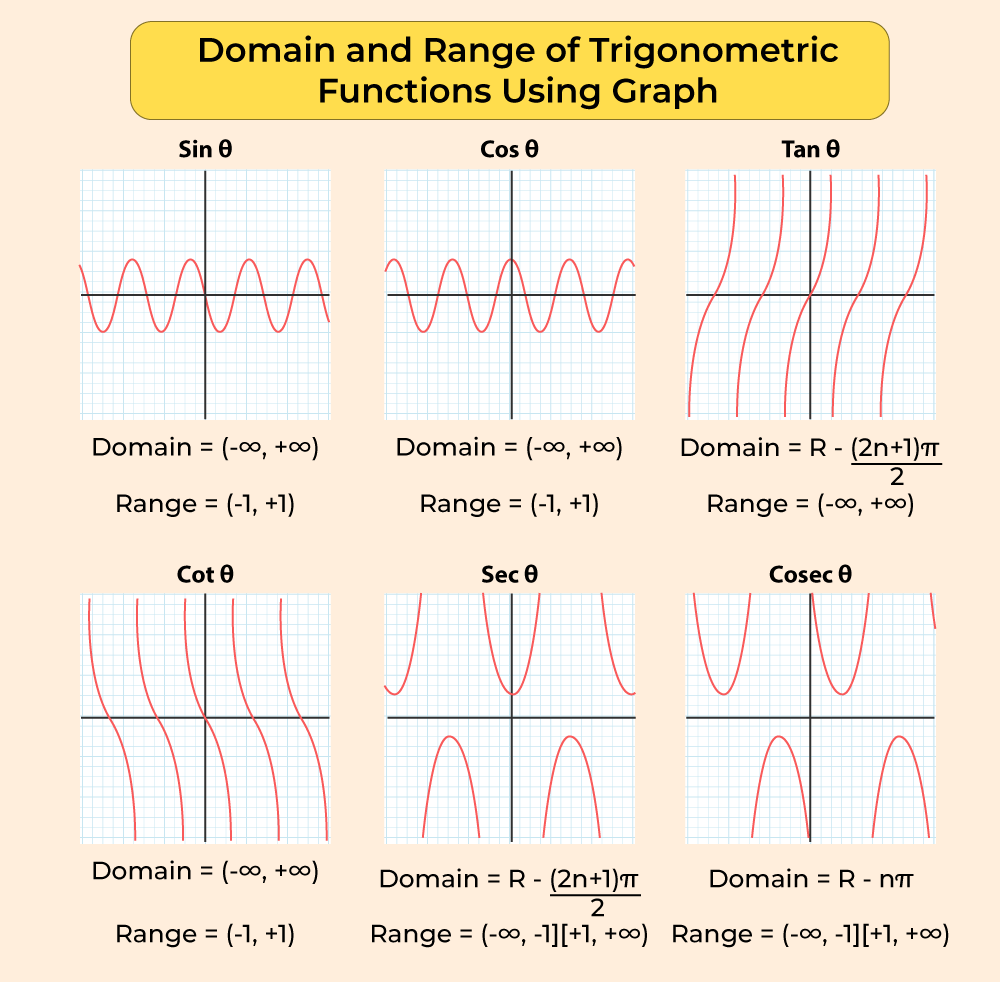 Domain and Range of Trigonometric
Functions Using Graph
Sin θ
Cos θ
Tan θ
Domain = (-∞, +∞)
Domain = (-∞, +∞)
Domain = R - (2n+1)π
2
Range = (-1, +1)
Range = (-1, +1)
Range = (-∞, +∞)
Cot θ
Sec θ
Cosec θ
Domain = (-∞, +∞)
Domain = R - (2n+1)π
2
Domain = R - nπ
Range = (-1, +1)
Range = (-∞, -1][+1, +∞)
Range = (-∞, -1][+1, +∞)